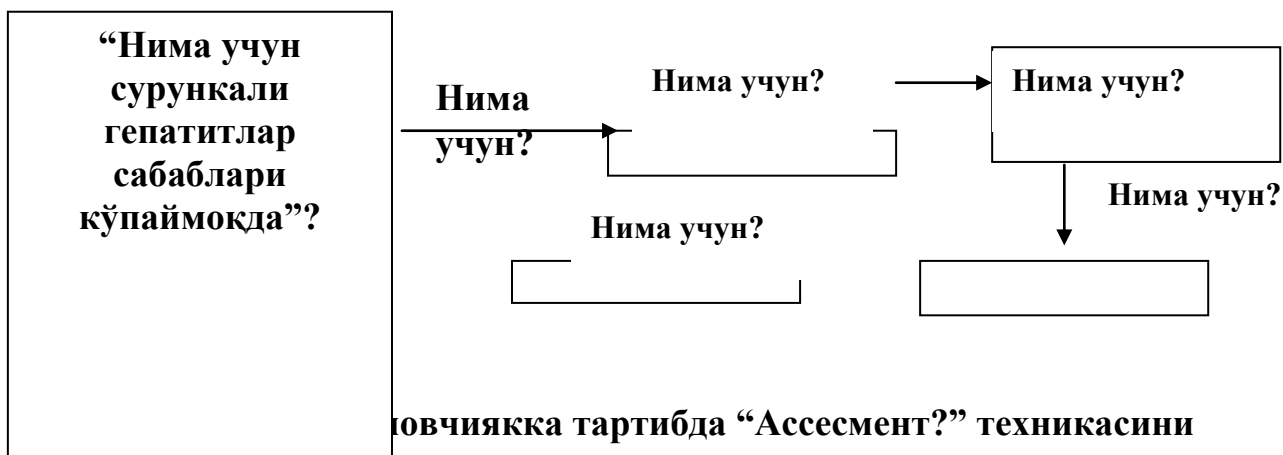 “Нима учун
сурункали
гепатитлар
сабаблари
кўпаймоқда”?
Нима
учун?
Нима учун?
Нима учун?
Нима учун?
Нима учун?
тартибда “Ассесмент?” техникасини